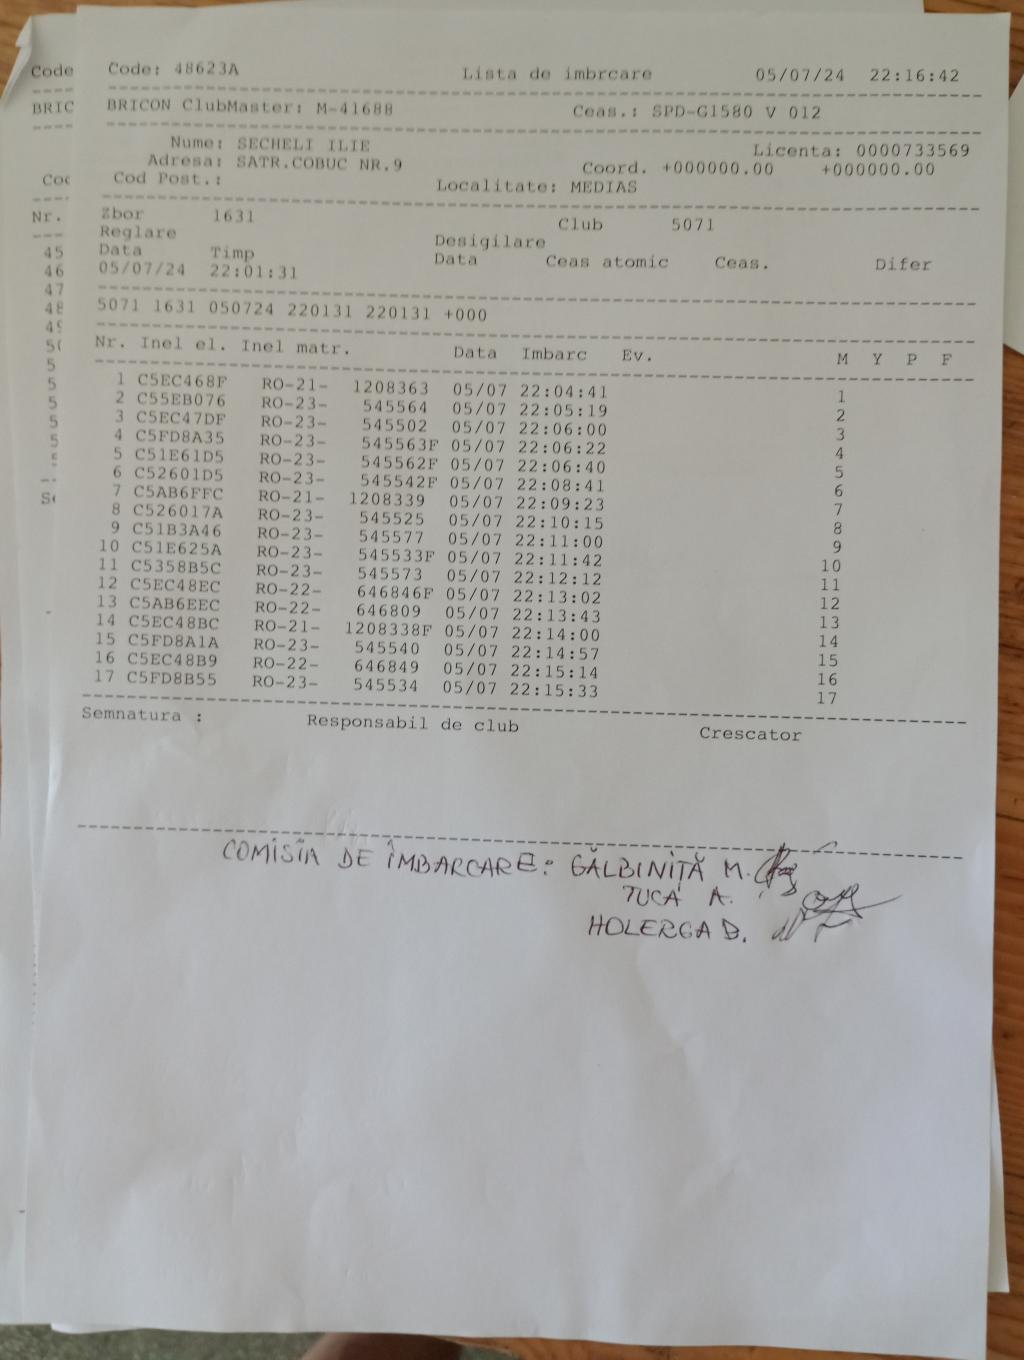 Code: 48623A Lista de imbrcare 05/07/24 22:16:42
BRICON ClubMaster: M-41688 Ceas.: SPD-G1580 V 012
Nume: SECHELI ILIE Licenta: 0000733569
Adresa: SATR.COBUC NR.9 Coord. +000000.00 +000000.00
Cod Post.: Localitate: MEDIAS
Zbor 1631 Club 5071
Reglare Desigilare
Data Timp Data Ceas atomic Ceas. Difer
05/07/24 22:01:31
5071 1631 050724 220131 220131 +000
Nr. Inel el. Inel matr. Data Imbarc Ev. M Y P F
1 C5EC468F RO-21- 1208363 05/07 22:04:41 1
2 C55EB076 RO-23- 545564 05/07 22:05:19 2
3 C5EC47DF RO-23- 545502 05/07 22:06:00 3
4 C5FD8A35 RO-23- 545563F 05/07 22:06:22 4
5 C51E61D5 RO-23- 545562F 05/07 22:06:40 5
6 C52601D5 RO-23- 545542F 05/07 22:08:41 6
7 C5AB6FFC RO-21- 1208339 05/07 22:09:23 7
8 C526017A RO-23- 545525 05/07 22:10:15 8
9 C51B3A46 RO-23- 545577 05/07 22:11:00 9
10 C51E625A RO-23- 545533F 05/07 22:11:42 10
11 C5358B5C RO-23- 545573 05/07 22:12:12 11
12 C5EC48EC RO-22- 646846F 05/07 22:13:02 12
13 C5AB6EEC RO-22- 646809 05/07 22:13:43 13
14 C5EC48BC RO-21- 1208338F 05/07 22:14:00 14
15 C5FD8A1A RO-23- 545540 05/07 22:14:57 15
16 C5EC48B9 RO-22- 646849 05/07 22:15:14 16
17 C5FD8B55 RO-23- 545534 05/07 22:15:33 17
Semnatura : Responsabil de club Crescator
COMISIA DE ÎMBARCARE: GĂLBINIȚĂ M.
TUCĂ A.
HOLERGA B.
Code
BRIC
Nr.
45
46
47